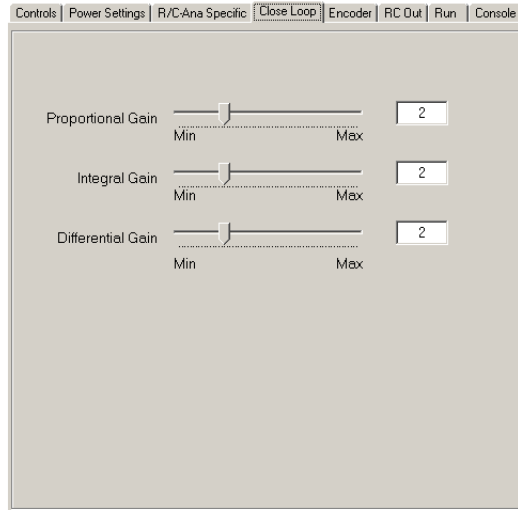 Controls Power Settings R/C-Ana Specific Close Loop Encoder RC Out Run Console
Proportional Gain 2
Min Max
Integral Gain 2
Min Max
Differential Gain 2
Min Max